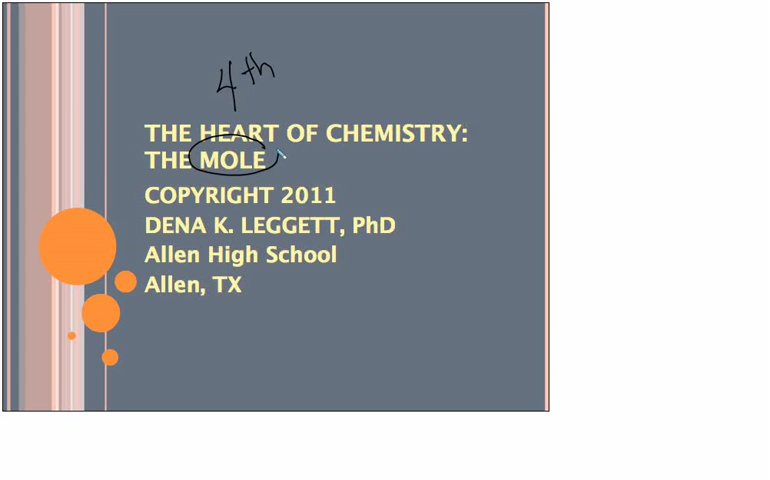 4th
THE HEART OF CHEMISTRY:
THE MOLE
COPYRIGHT 2011
DENA K. LEGGETT, PhD
Allen High School
Allen, TX